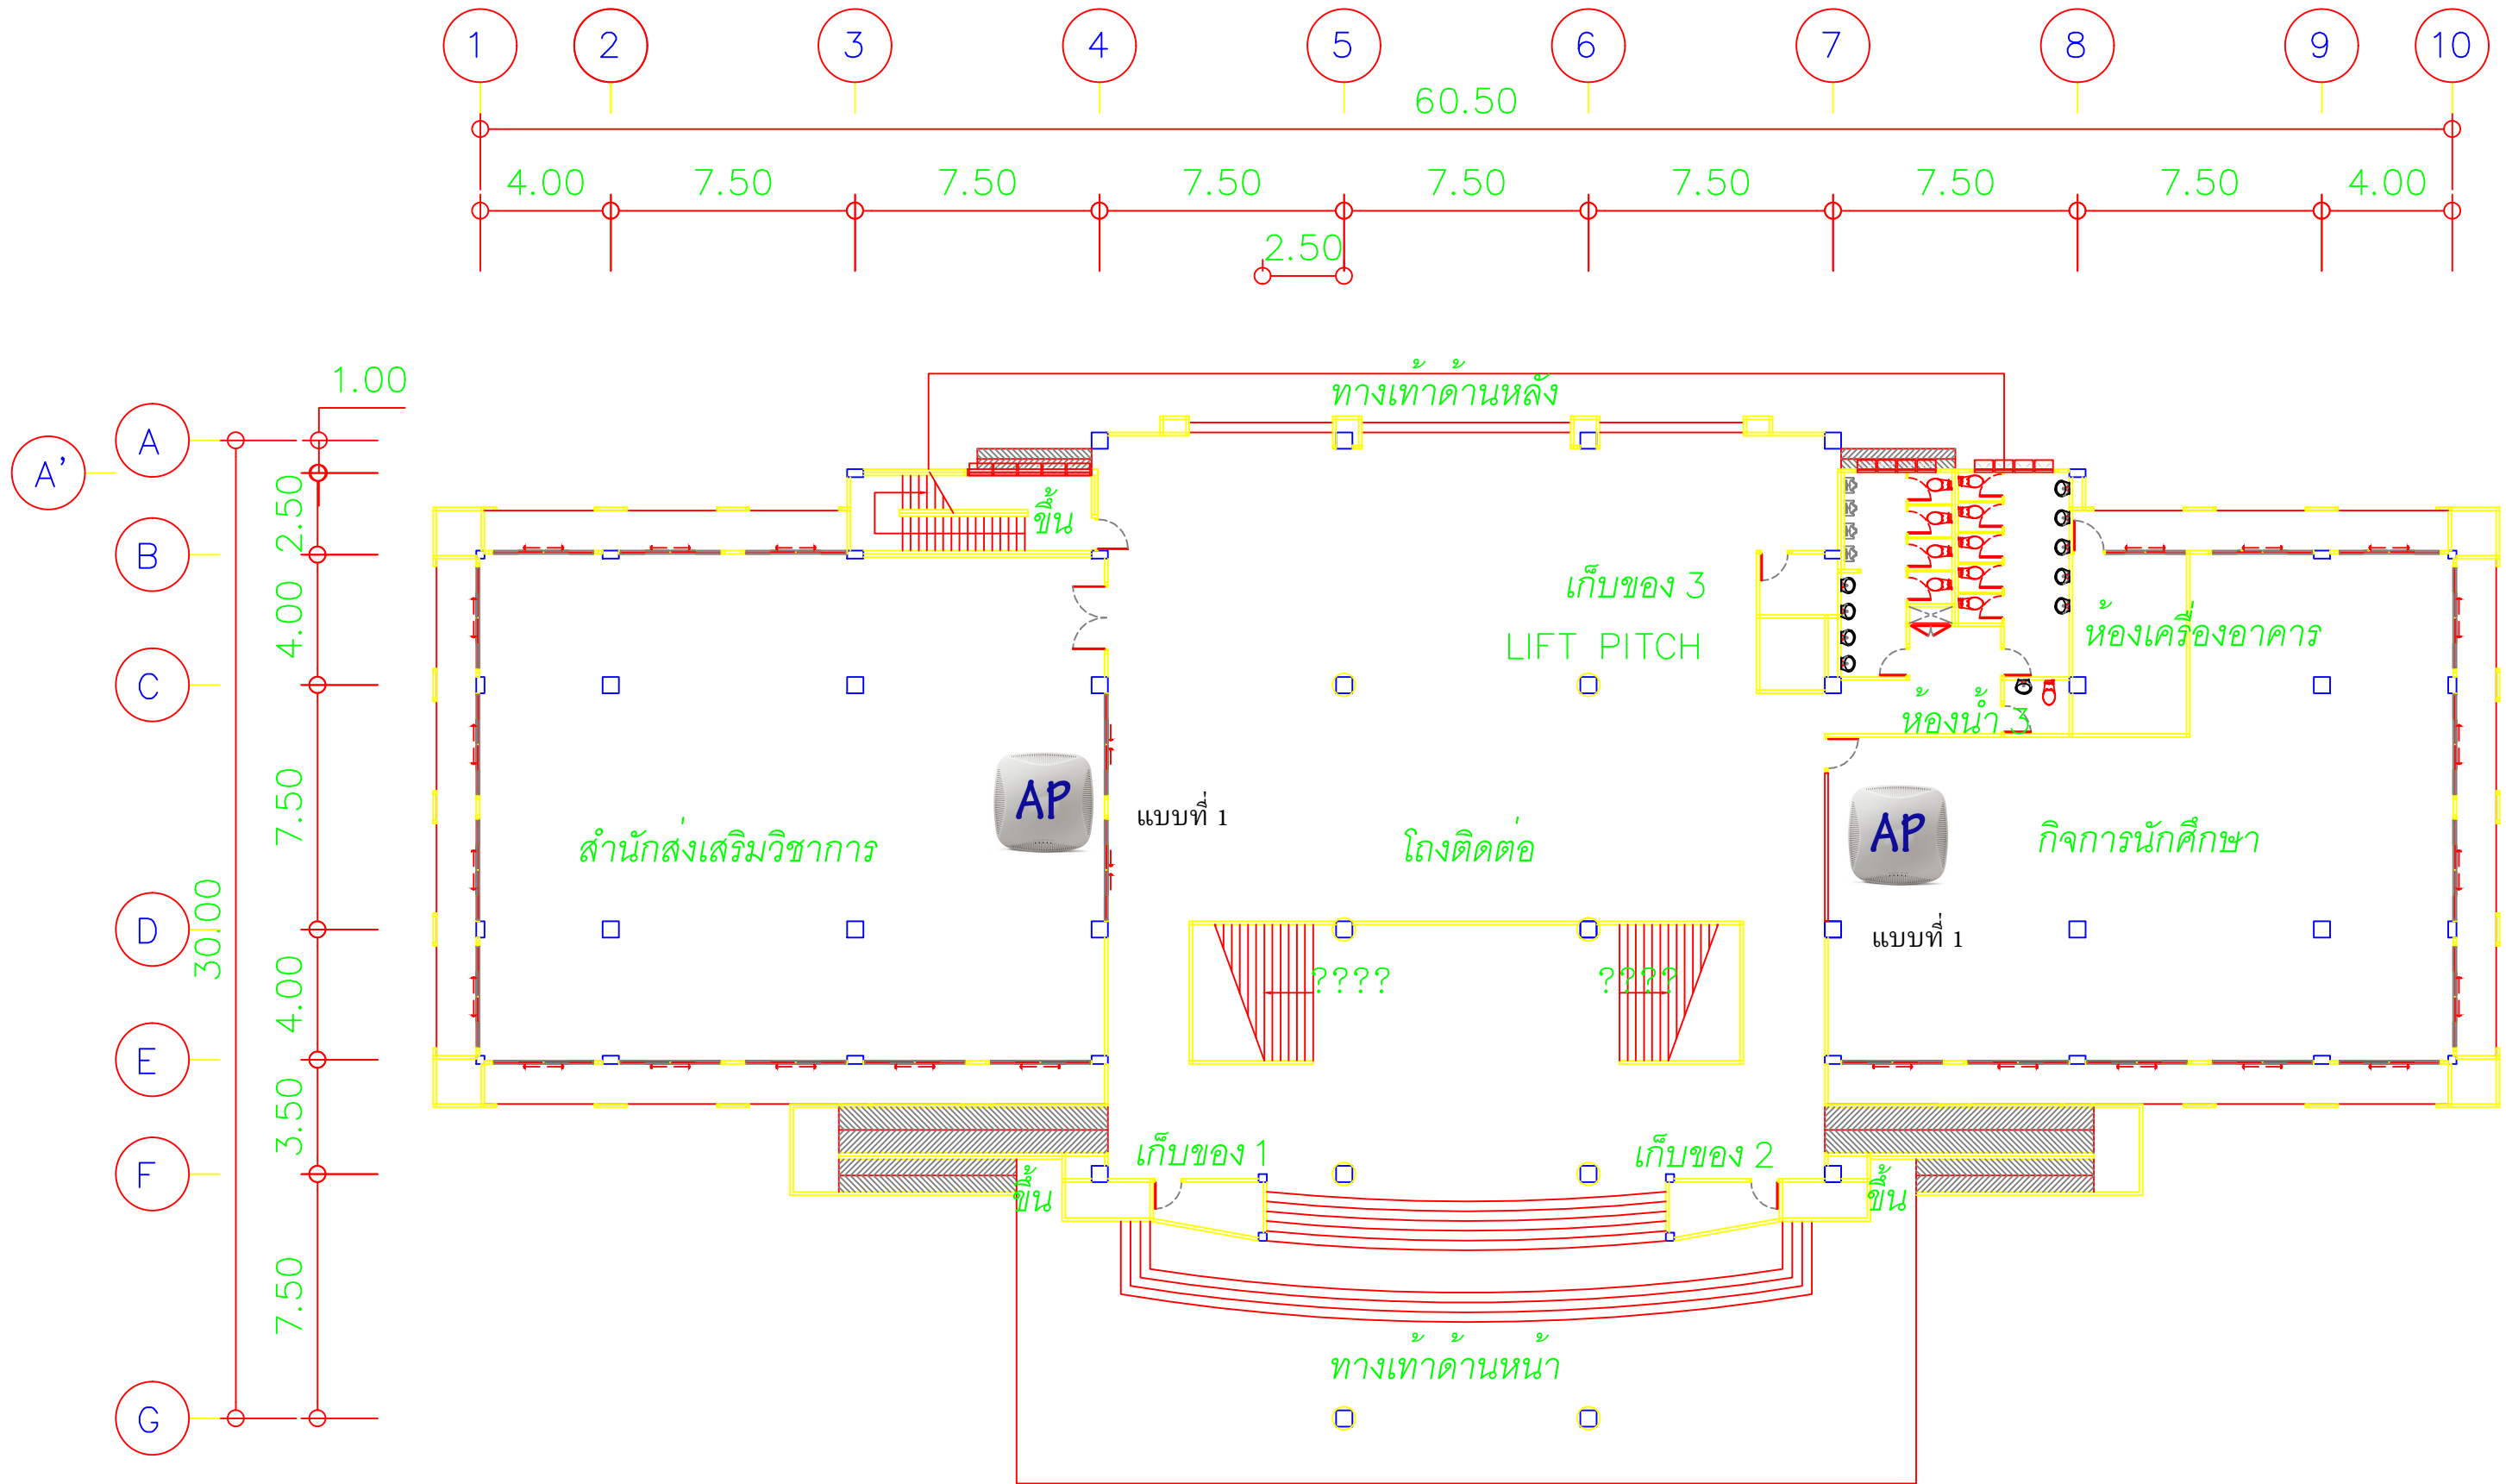 1 2 3 4 5 6 7 8 9 10
60.50
4.00 7.50 7.50 7.50 7.50 7.50 7.50 7.50 4.00
2.50
1.00
ทางเท้าด้านหลัง
A
A'
2.50
ขึ้น
B
เก็บของ 3
4.00
LIFT PITCH
ห้องเครื่องอาคาร
C
ห้องน้ำ 3
7.50
AP
แบบที่ 1
AP
สำนักส่งเสริมวิชาการ
โถงติดต่อ
กิจการนักศึกษา
30.00
D
แบบที่ 1
4.00
????
????
E
3.50
เก็บของ 1
เก็บของ 2
F
ขึ้น
ขึ้น
7.50
ทางเท้าด้านหน้า
G